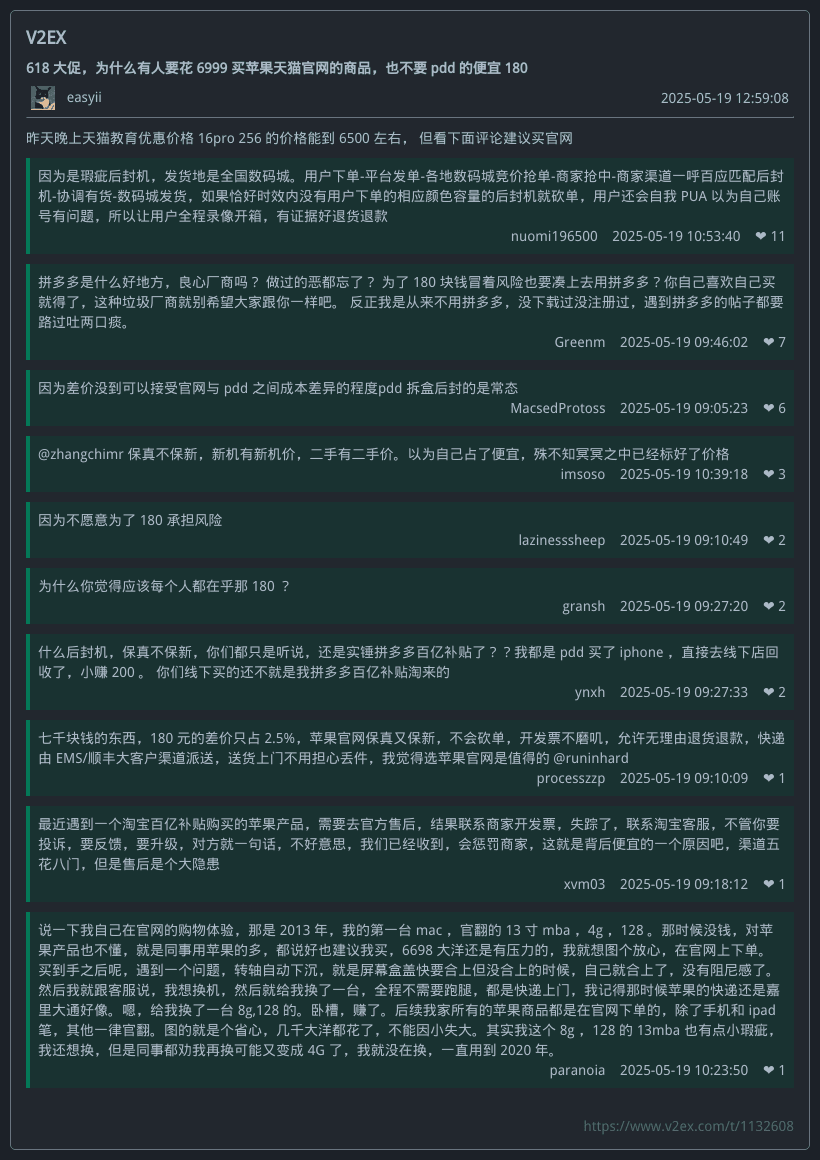 V2EX
618 大促，为什么有人要花 6999 买苹果天猫官网的商品，也不要 pdd 的便宜 180
easyii 2025-05-19 12:59:08
昨天晚上天猫教育优惠价格 16pro 256 的价格能到 6500 左右， 但看下面评论建议买官网
因为是瑕疵后封机，发货地是全国数码城。用户下单-平台发单-各地数码城竞价抢单-商家抢中-商家渠道一呼百应匹配后封
机-协调有货-数码城发货，如果恰好时效内没有用户下单的相应颜色容量的后封机就砍单，用户还会自我 PUA 以为自己账
号有问题，所以让用户全程录像开箱，有证据好退货退款
nuomi196500 2025-05-19 10:53:40 ❤ 11
拼多多是什么好地方，良心厂商吗？ 做过的恶都忘了？ 为了 180 块钱冒着风险也要凑上去用拼多多？你自己喜欢自己买
就得了，这种垃圾厂商就别希望大家跟你一样吧。 反正我是从来不用拼多多，没下载过没注册过，遇到拼多多的帖子都要
路过吐两口痰。
Greenm 2025-05-19 09:46:02 ❤ 7
因为差价没到可以接受官网与 pdd 之间成本差异的程度pdd 拆盒后封的是常态
MacsedProtoss 2025-05-19 09:05:23 ❤ 6
@zhangchimr 保真不保新，新机有新机价，二手有二手价。以为自己占了便宜，殊不知冥冥之中已经标好了价格
imsoso 2025-05-19 10:39:18 ❤ 3
因为不愿意为了 180 承担风险
lazinesssheep 2025-05-19 09:10:49 ❤ 2
为什么你觉得应该每个人都在乎那 180 ？
gransh 2025-05-19 09:27:20 ❤ 2
什么后封机，保真不保新，你们都只是听说，还是实锤拼多多百亿补贴了？？我都是 pdd 买了 iphone ，直接去线下店回
收了，小赚 200 。 你们线下买的还不就是我拼多多百亿补贴淘来的
ynxh 2025-05-19 09:27:33 ❤ 2
七千块钱的东西，180 元的差价只占 2.5%，苹果官网保真又保新，不会砍单，开发票不磨叽，允许无理由退货退款，快递
由 EMS/顺丰大客户渠道派送，送货上门不用担心丢件，我觉得选苹果官网是值得的 @runinhard
processzzp 2025-05-19 09:10:09 ❤ 1
最近遇到一个淘宝百亿补贴购买的苹果产品，需要去官方售后，结果联系商家开发票，失踪了，联系淘宝客服，不管你要
投诉，要反馈，要升级，对方就一句话，不好意思，我们已经收到，会惩罚商家，这就是背后便宜的一个原因吧，渠道五
花八门，但是售后是个大隐患
xvm03 2025-05-19 09:18:12 ❤ 1
说一下我自己在官网的购物体验，那是 2013 年，我的第一台 mac ，官翻的 13 寸 mba ，4g ，128 。那时候没钱，对苹
果产品也不懂，就是同事用苹果的多，都说好也建议我买，6698 大洋还是有压力的，我就想图个放心，在官网上下单。
买到手之后呢，遇到一个问题，转轴自动下沉，就是屏幕盒盖快要合上但没合上的时候，自己就合上了，没有阻尼感了。
然后我就跟客服说，我想换机，然后就给我换了一台，全程不需要跑腿，都是快递上门，我记得那时候苹果的快递还是嘉
里大通好像。嗯，给我换了一台 8g,128 的。卧槽，赚了。后续我家所有的苹果商品都是在官网下单的，除了手机和 ipad
笔，其他一律官翻。图的就是个省心，几千大洋都花了，不能因小失大。其实我这个 8g ，128 的 13mba 也有点小瑕疵，
我还想换，但是同事都劝我再换可能又变成 4G 了，我就没在换，一直用到 2020 年。
paranoia 2025-05-19 10:23:50 ❤ 1
https://www.v2ex.com/t/1132608